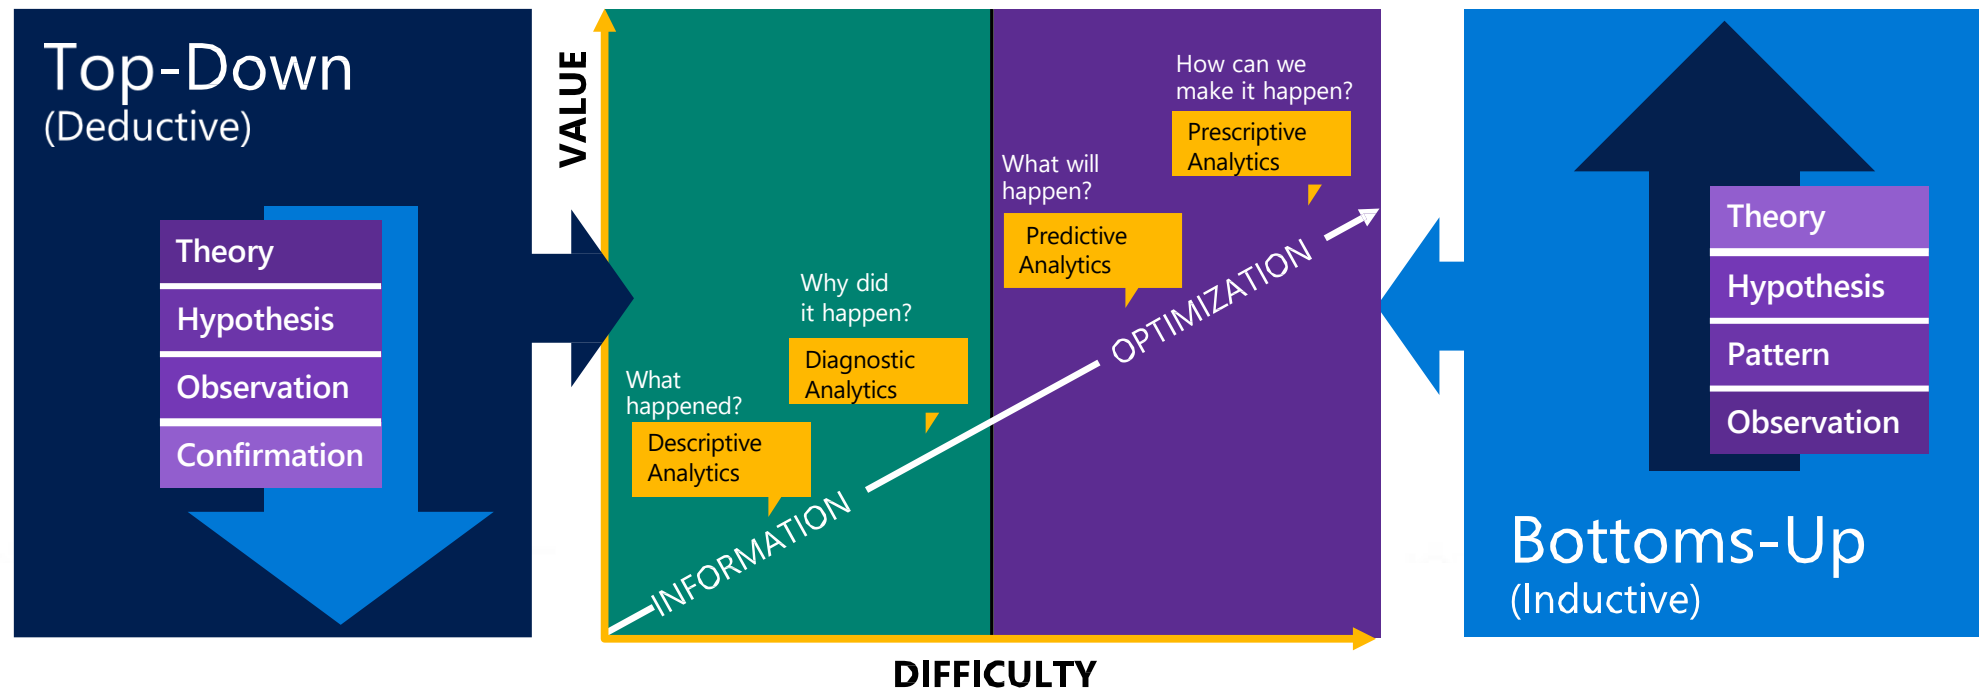 Top-Down
(Deductive)
Theory
Hypothesis
Observation
Confirmation
VALUE
What
happened?
Descriptive
Analytics
Why did
it happen?
Diagnostic
Analytics
What will
happen?
Predictive
Analytics
How can we
make it happen?
Prescriptive
Analytics
INFORMATION
OPTIMIZATION
DIFFICULTY
Theory
Hypothesis
Pattern
Observation
Bottoms-Up
(Inductive)